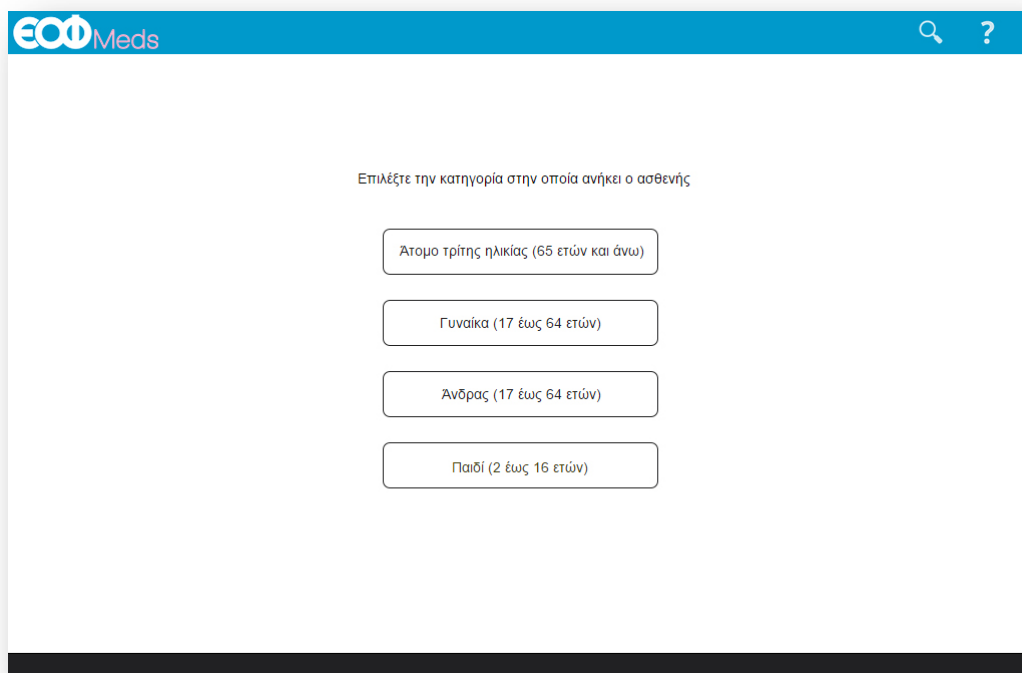 ΕΟΦMeds
?
Επιλέξτε την κατηγορία στην οποία ανήκει ο ασθενής
Άτομο τρίτης ηλικίας (65 ετών και άνω)
Γυναίκα (17 έως 64 ετών)
Άνδρας (17 έως 64 ετών)
Παιδί (2 έως 16 ετών)